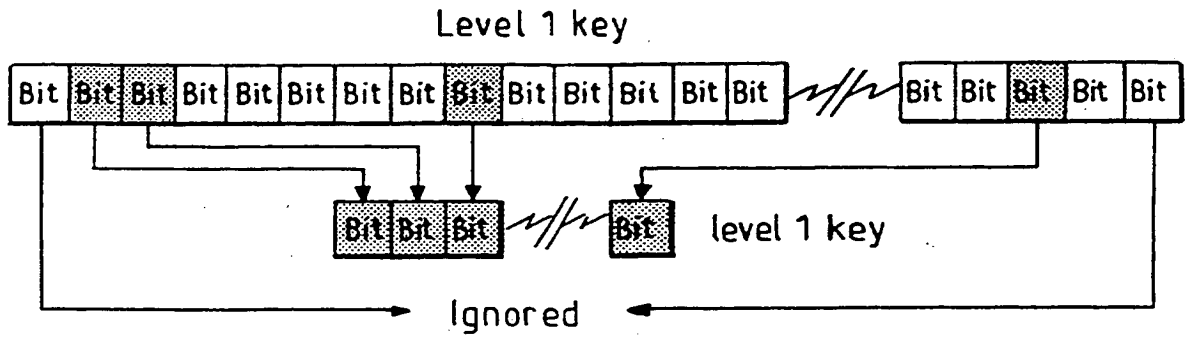 Level 1 key
Bit Bit Bit Bit Bit Bit Bit Bit Bit Bit Bit Bit Bit Bit Bit Bit Bit Bit Bit
Bit Bit Bit Bit level 1 key
Ignored